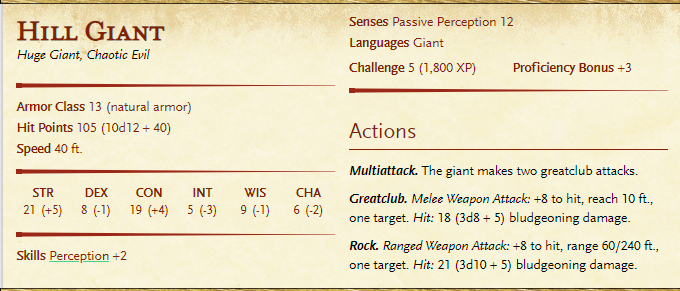 Hill Giant
Huge Giant, Chaotic Evil
Armor Class 13 (natural armor)
Hit Points 105 (10d12 + 40)
Speed 40 ft.
STR DEX CON INT WIS CHA
21 (+5) 8 (-1) 19 (+4) 5 (-3) 9 (-1) 6 (-2)
Skills Perception +2
Senses Passive Perception 12
Languages Giant
Challenge 5 (1,800 XP) Proficiency Bonus +3
Actions
Multiattack. The giant makes two greatclub attacks.
Greatclub. Melee Weapon Attack: +8 to hit, reach 10 ft.,
one target. Hit: 18 (3d8 + 5) bludgeoning damage.
Rock. Ranged Weapon Attack: +8 to hit, range 60/240 ft.,
one target. Hit: 21 (3d10 + 5) bludgeoning damage.